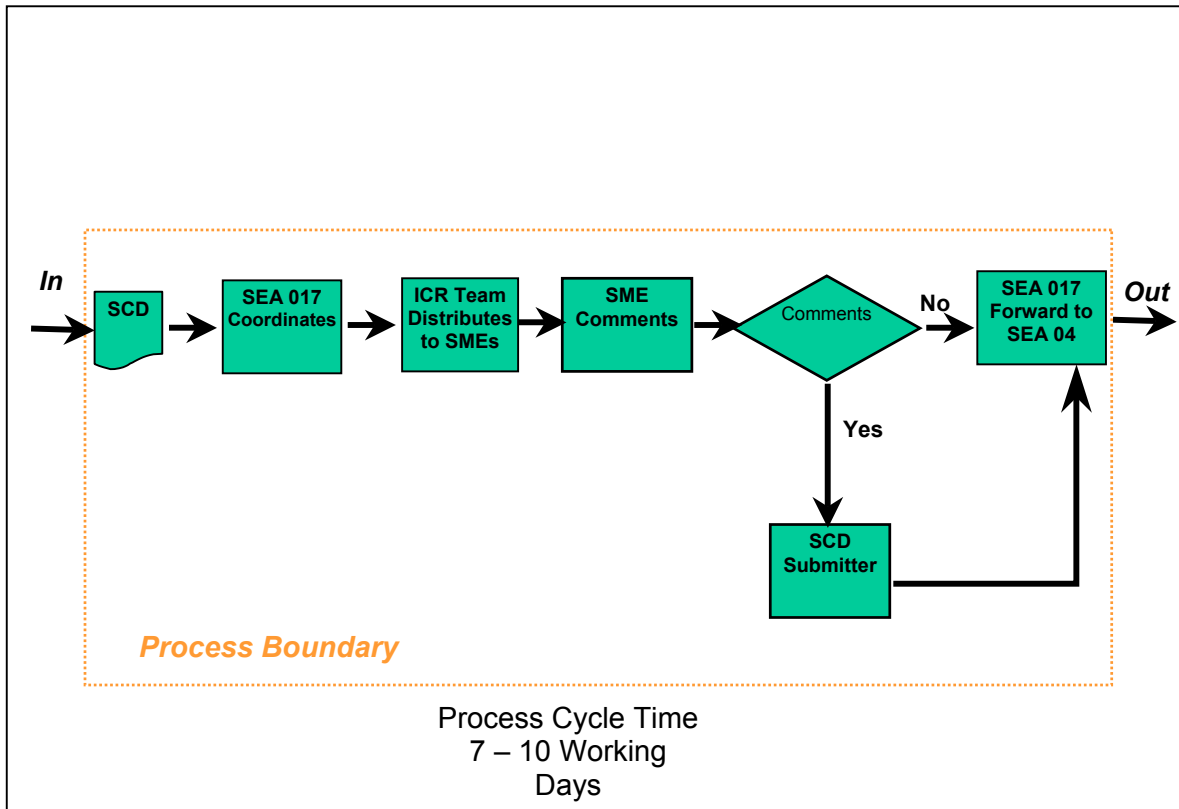 In
SCD
SEA 017
Coordinates
ICR Team
Distributes
to SMEs
SME
Comments
Comments
No
SEA 017
Forward to
SEA 04
Out
Yes
SCD
Submitter
Process Boundary
Process Cycle Time
7 – 10 Working
Days